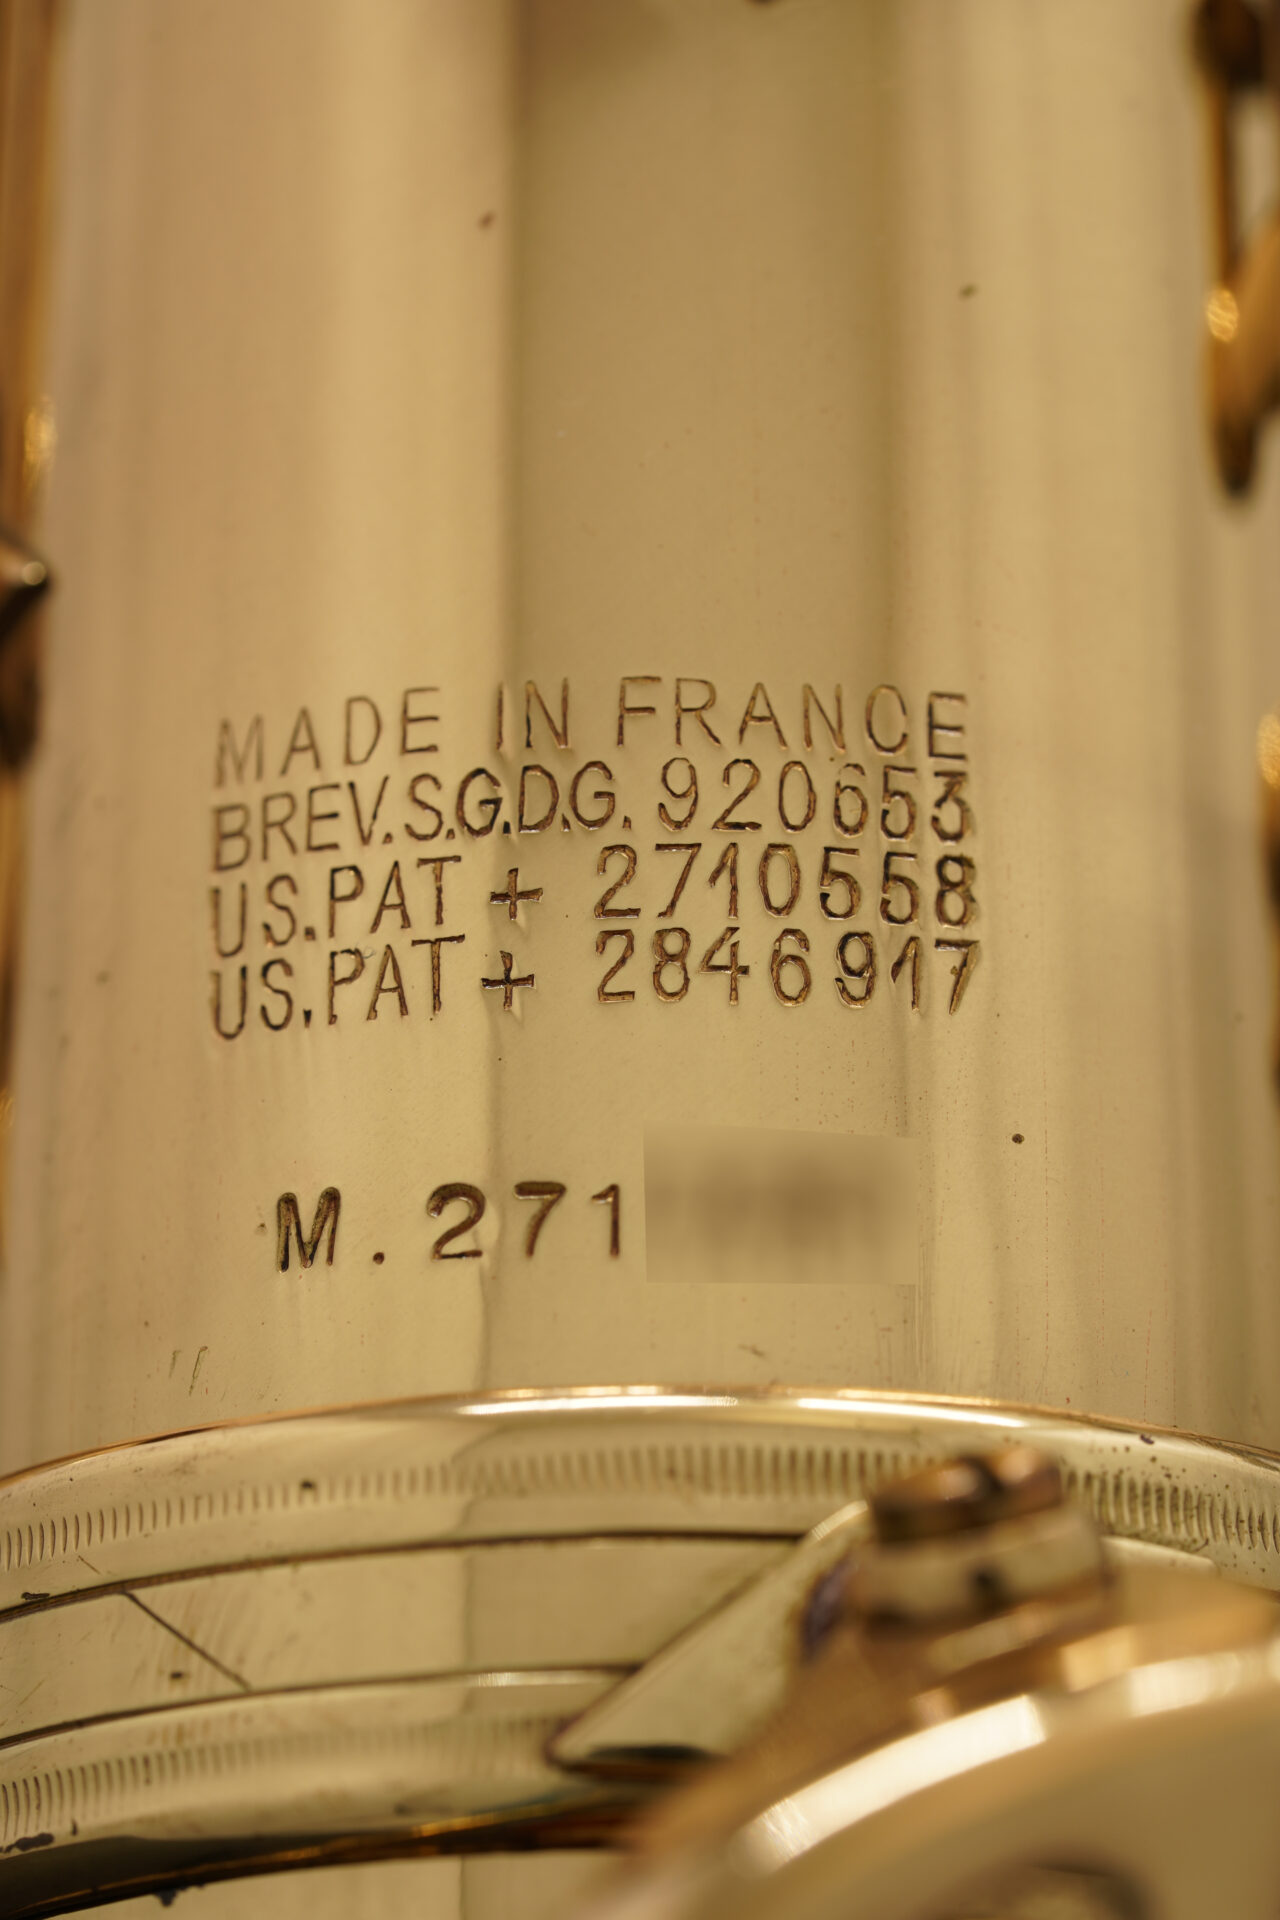 MADE IN FRANCE
BREV.S.G.D.G. 920653
US.PAT + 2710558
US.PAT + 2846917
M.271